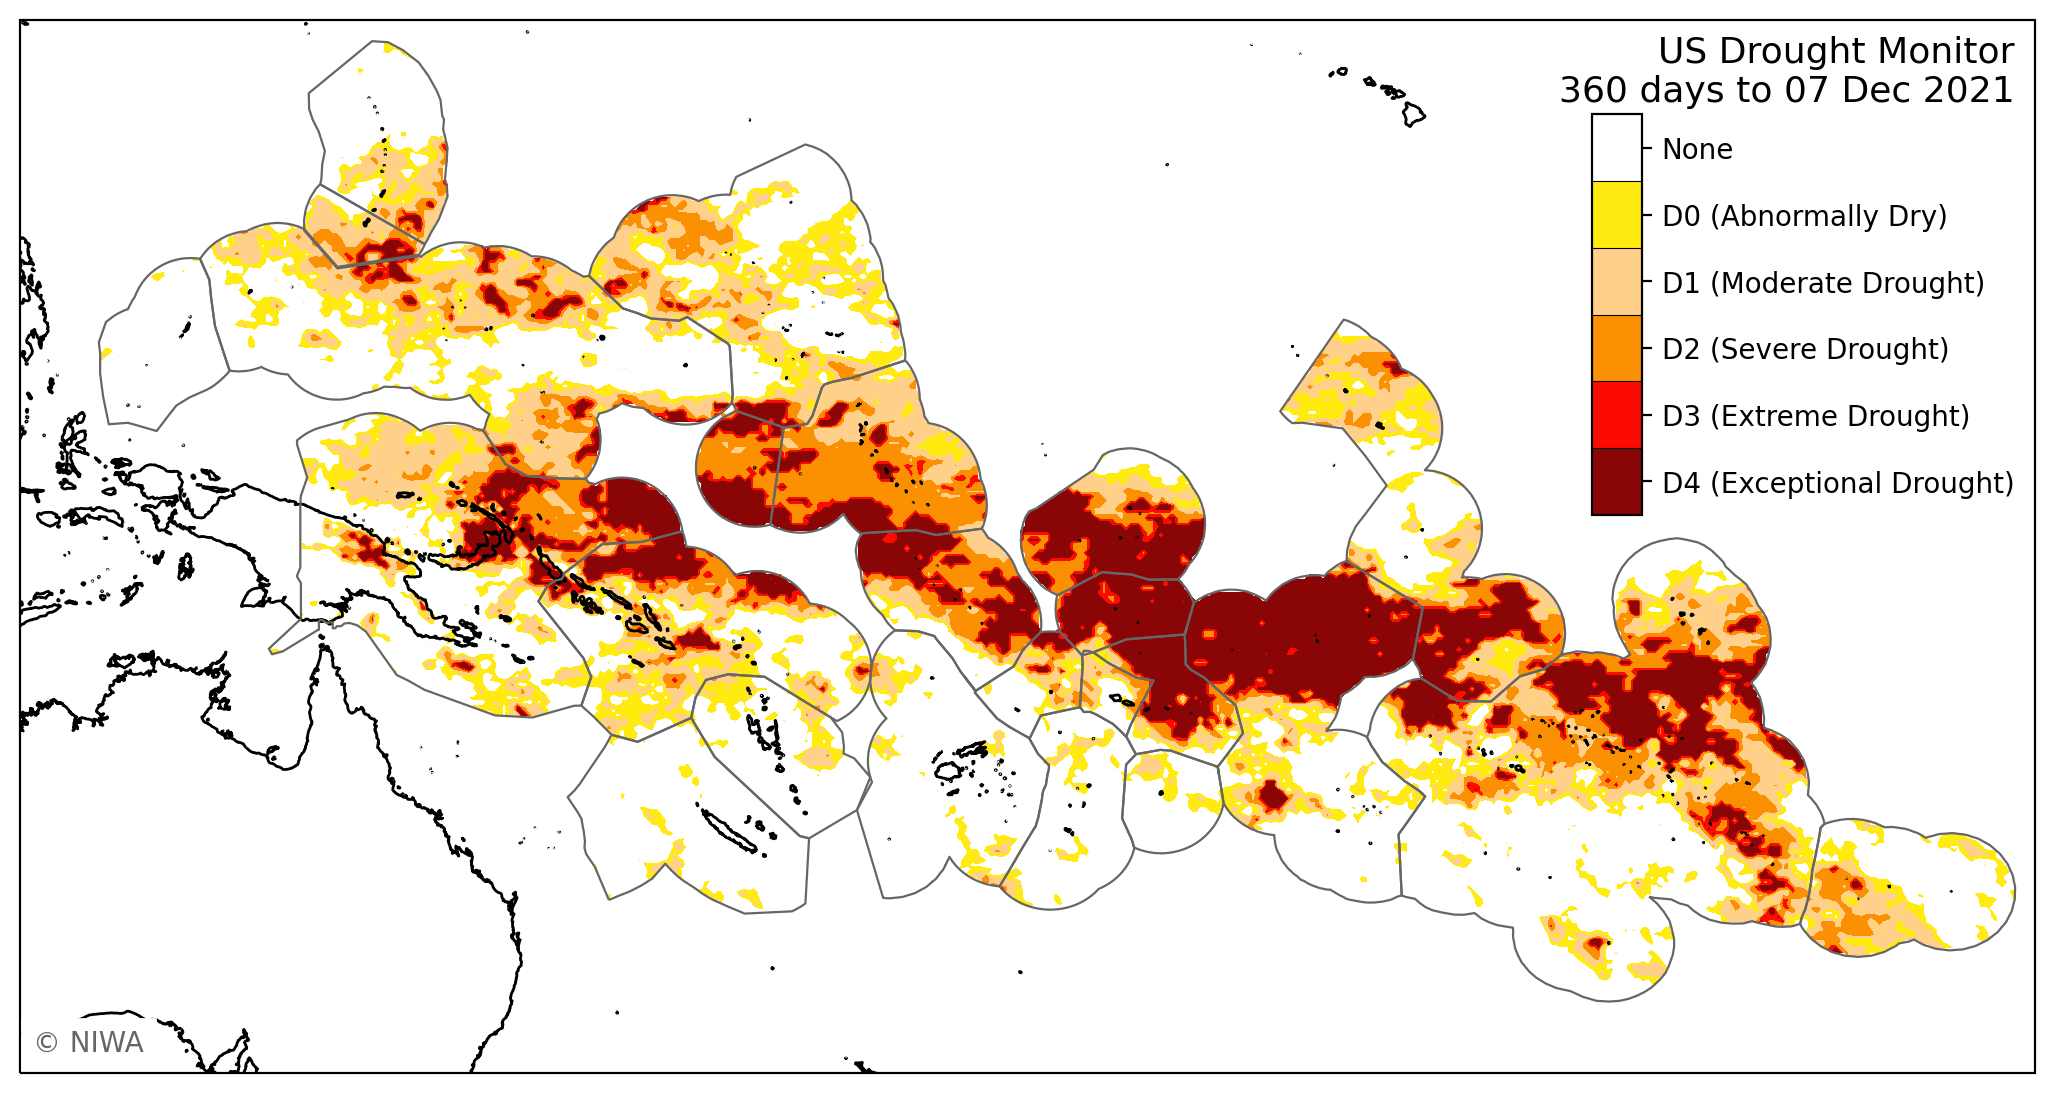 US Drought Monitor
360 days to 07 Dec 2021
None
D0 (Abnormally Dry)
D1 (Moderate Drought)
D2 (Severe Drought)
D3 (Extreme Drought)
D4 (Exceptional Drought)
© NIWA